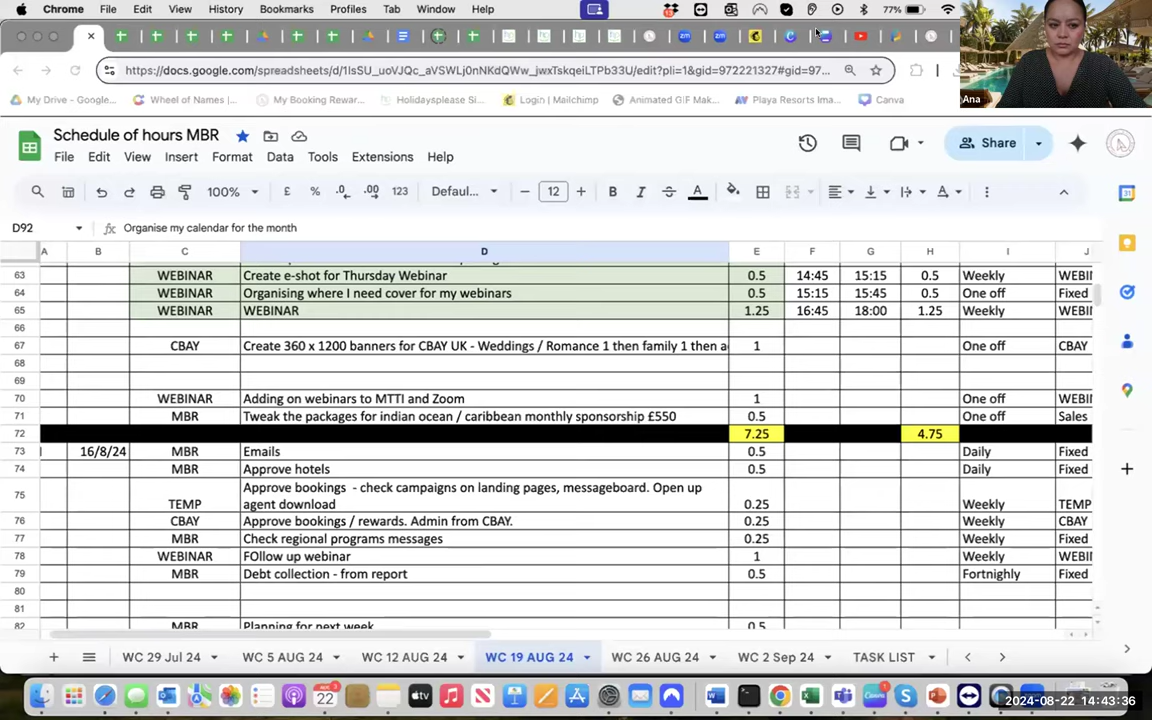 Chrome File Edit View History Bookmarks Profiles Tab Window Help 77%
https://docs.google.com/spreadsheets/d/1IsSU_uoVJQc_aVSWLj0nNKdQWw_jwxTskqeiLTPb33U/edit?pli=1&gid=972221327#gid=97...
My Drive - Google... Wheel of Names |... My Booking Rewar... Holidaysplease Si... Login | Mailchimp Animated GIF Mak... Playa Resorts Ima... Canva
Ana
Schedule of hours MBR
File Edit View Insert Format Data Tools Extensions Help
Share
100% £ % .0 .00 123 Defaul... 12 B I A
D92 fx Organise my calendar for the month
A B C D E F G H I J
63 WEBINAR Create e-shot for Thursday Webinar 0.5 14:45 15:15 0.5 Weekly WEBIN
64 WEBINAR Organising where I need cover for my webinars 0.5 15:15 15:45 0.5 One off Fixed
65 WEBINAR WEBINAR 1.25 16:45 18:00 1.25 Weekly WEBIN
66
67 CBAY Create 360 x 1200 banners for CBAY UK - Weddings / Romance 1 then family 1 then a 1 One off CBAY
68
69
70 WEBINAR Adding on webinars to MTTI and Zoom 1 One off WEBIN
71 MBR Tweak the packages for indian ocean / caribbean monthly sponsorship £550 0.5 One off Sales
72 7.25 4.75
73 16/8/24 MBR Emails 0.5 Daily Fixed
74 MBR Approve hotels 0.5 Daily Fixed
75 TEMP Approve bookings - check campaigns on landing pages, messageboard. Open up
agent download 0.25 Weekly TEMP
76 CBAY Approve bookings / rewards. Admin from CBAY. 0.25 Weekly CBAY
77 MBR Check regional programs messages 0.25 Weekly Fixed
78 WEBINAR FOllow up webinar 1 Weekly WEBIN
79 MBR Debt collection - from report 0.5 Fortnighly Fixed
80
81
82 MBR Planning for next week 0.5
WC 29 Jul 24 WC 5 AUG 24 WC 12 AUG 24 WC 19 AUG 24 WC 26 AUG 24 WC 2 Sep 24 TASK LIST
AUG 22
2024-08-22 14:43:36